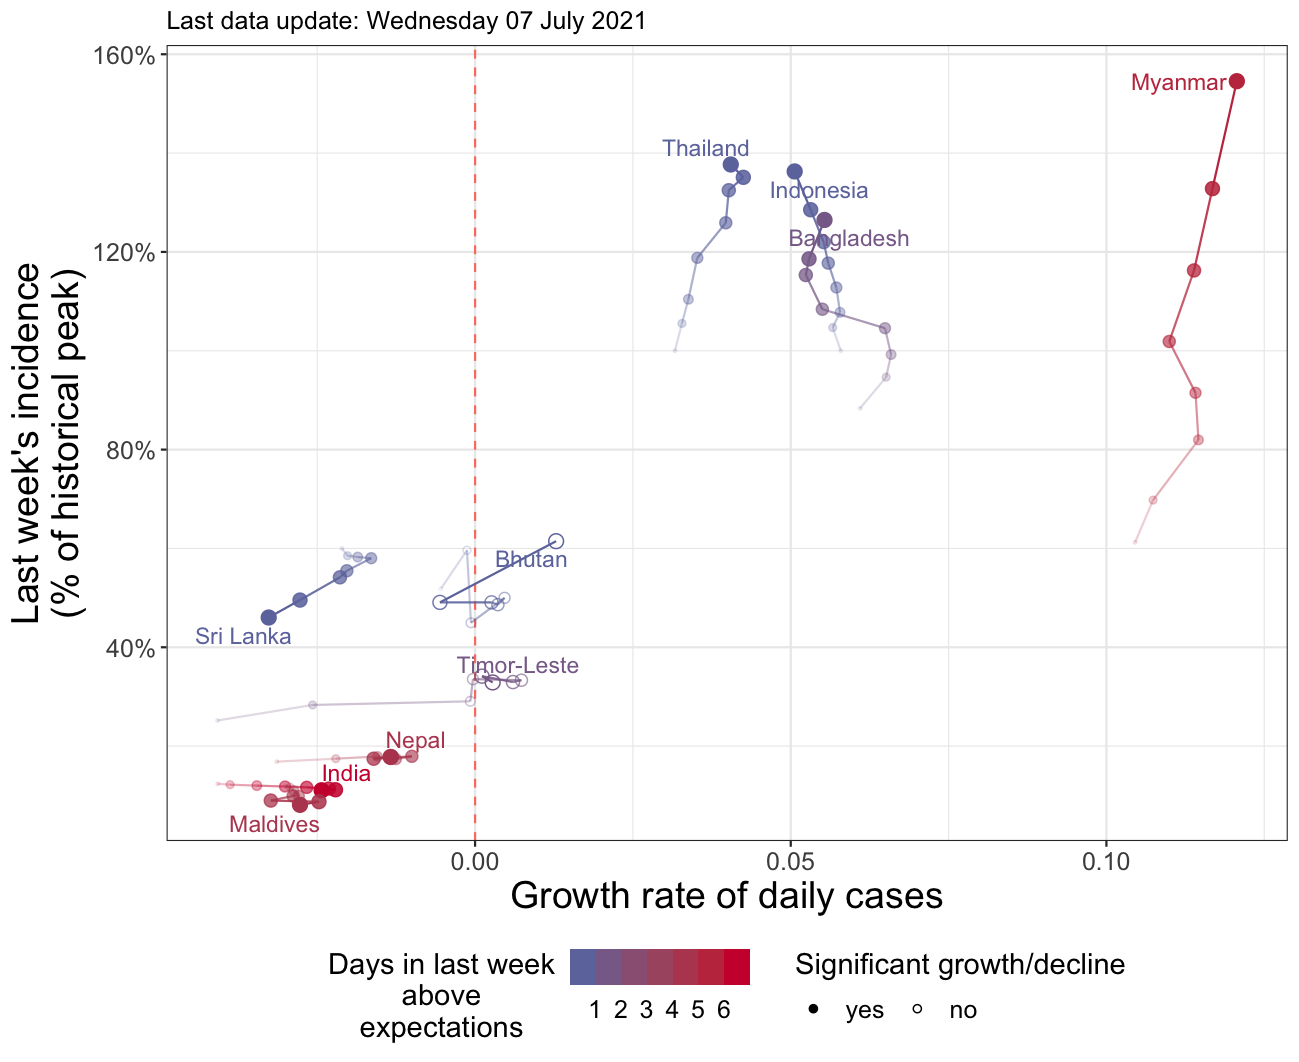 Last data update: Wednesday 07 July 2021
160%
120%
80%
40%
Last week's incidence
(% of historical peak)
Myanmar
Thailand
Indonesia
Bangladesh
Bhutan
Sri Lanka
Timor-Leste
Nepal
India
Maldives
0.00 0.05 0.10
Growth rate of daily cases
Days in last week
above
expectations
1 2 3 4 5 6
Significant growth/decline
yes no